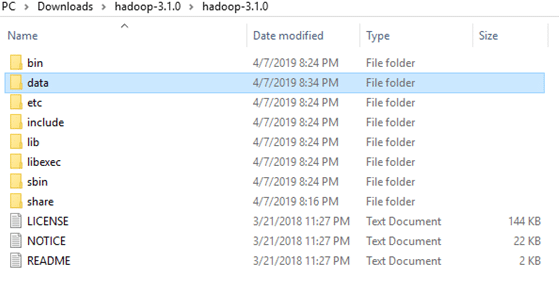 PC > Downloads > hadoop-3.1.0 > hadoop-3.1.0
Name Date modified Type Size
bin 4/7/2019 8:24 PM File folder
data 4/7/2019 8:34 PM File folder
etc 4/7/2019 8:24 PM File folder
include 4/7/2019 8:24 PM File folder
lib 4/7/2019 8:24 PM File folder
libexec 4/7/2019 8:24 PM File folder
sbin 4/7/2019 8:24 PM File folder
share 4/7/2019 8:16 PM File folder
LICENSE 3/21/2018 11:27 PM Text Document 144 KB
NOTICE 3/21/2018 11:27 PM Text Document 22 KB
README 3/21/2018 11:27 PM Text Document 2 KB